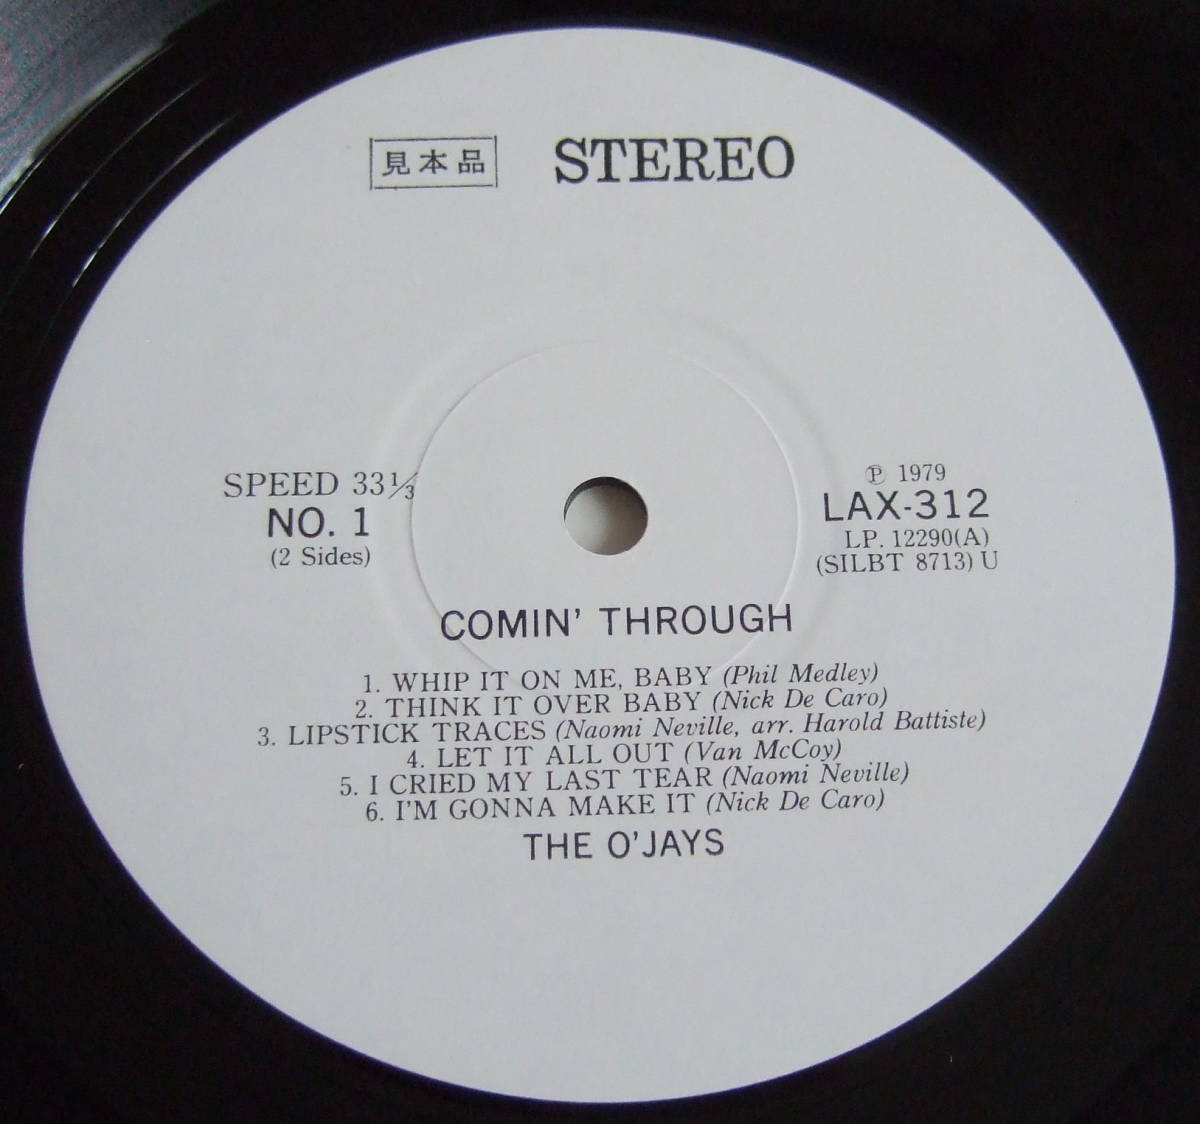 見本品 STEREO
SPEED 33 1/3
NO. 1
(2 Sides)
Ⓟ 1979
LAX-312
LP. 12290(A)
(SILBT 8713) U
COMIN' THROUGH
1. WHIP IT ON ME, BABY (Phil Medley)
2. THINK IT OVER BABY (Nick De Caro)
3. LIPSTICK TRACES (Naomi Neville, arr. Harold Battiste)
4. LET IT ALL OUT (Van McCoy)
5. I CRIED MY LAST TEAR (Naomi Neville)
6. I'M GONNA MAKE IT (Nick De Caro)
THE O'JAYS